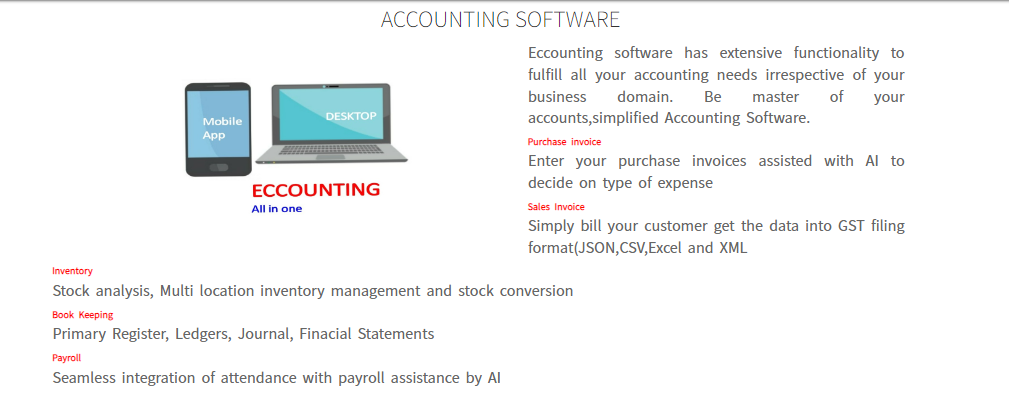 ACCOUNTING SOFTWARE
Mobile
App
DESKTOP
ECCOUNTING
All in one
Eccounting software has extensive functionality to
fulfill all your accounting needs irrespective of your
business domain. Be master of your
accounts,simplified Accounting Software.
Purchase invoice
Enter your purchase invoices assisted with AI to
decide on type of expense
Sales Invoice
Simply bill your customer get the data into GST filing
format(JSON,CSV,Excel and XML
Inventory
Stock analysis, Multi location inventory management and stock conversion
Book Keeping
Primary Register, Ledgers, Journal, Finacial Statements
Payroll
Seamless integration of attendance with payroll assistance by AI